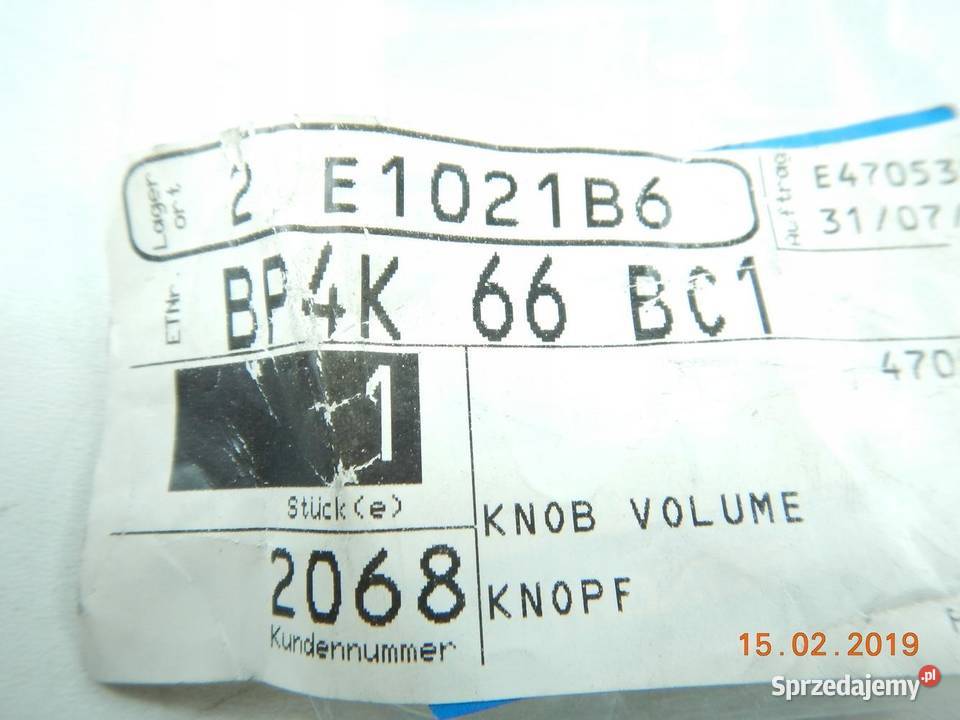 Lager
ort
2 E1021B6
Auftrag
E47053
31/07/
ETNr.
BP4K 66 BC1
1
Stück(e)
470
KNOB VOLUME
2068
KNOPF
Kundennummer
15.02.2019
Sprzedajemy.pl